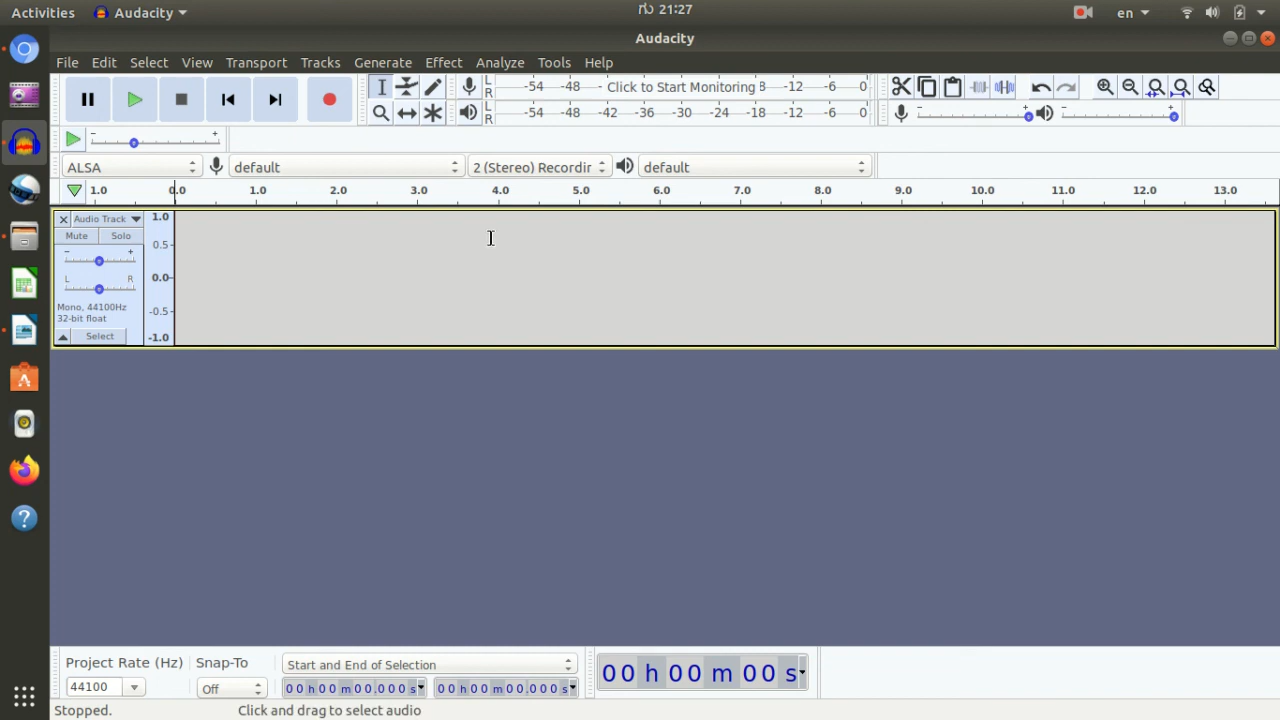 Activities Audacity რს 21:27 en
Audacity
File Edit Select View Transport Tracks Generate Effect Analyze Tools Help
L R -54 -48 - Click to Start Monitoring 8 -12 -6 0
L R -54 -48 -42 -36 -30 -24 -18 -12 -6 0
- +
ALSA default 2 (Stereo) Recordir default
1.0 0.0 1.0 2.0 3.0 4.0 5.0 6.0 7.0 8.0 9.0 10.0 11.0 12.0 13.0
Audio Track 1.0
Mute Solo 0.5
- +
L R 0.0
Mono, 44100Hz -0.5
32-bit float
Select -1.0
Project Rate (Hz) Snap-To Start and End of Selection
44100 Off 00 h 00 m 00.000 s 00 h 00 m 00.000 s 00 h 00 m 00 s
Stopped. Click and drag to select audio